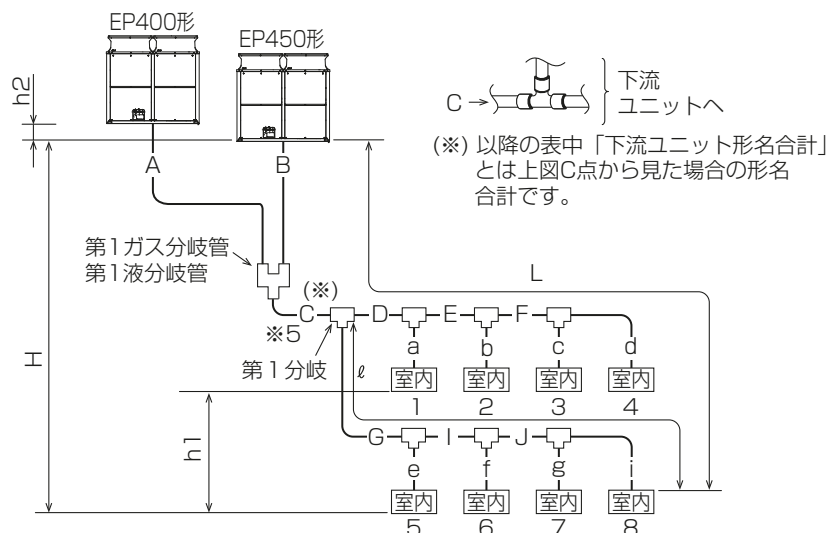 EP400形
EP450形
h2
A
B
C
下流
ユニットへ
(※) 以降の表中「下流ユニット形名合計」
とは上図C点から見た場合の形名
合計です。
第1ガス分岐管
第1液分岐管
L
(※)
C
D
E
F
※5
第1分岐
ℓ
a
b
c
d
室内
室内
室内
室内
1
2
3
4
H
h1
G
I
J
e
f
g
i
室内
室内
室内
室内
5
6
7
8